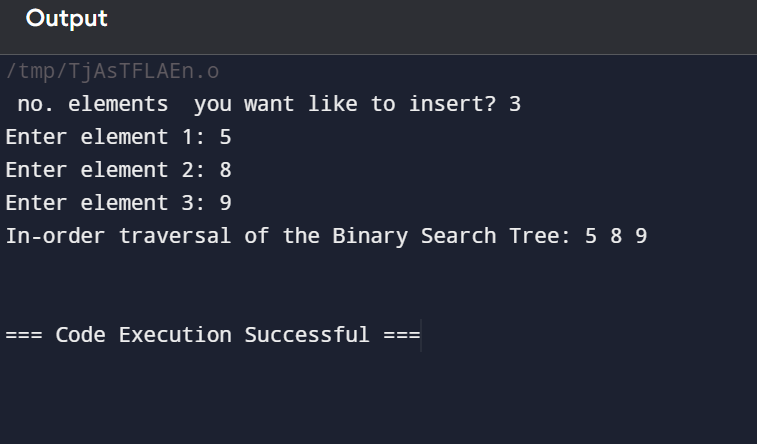 Output
/tmp/TjAsTFLAEn.o
no. elements  you want like to insert? 3
Enter element 1: 5
Enter element 2: 8
Enter element 3: 9
In-order traversal of the Binary Search Tree: 5 8 9
=== Code Execution Successful ===